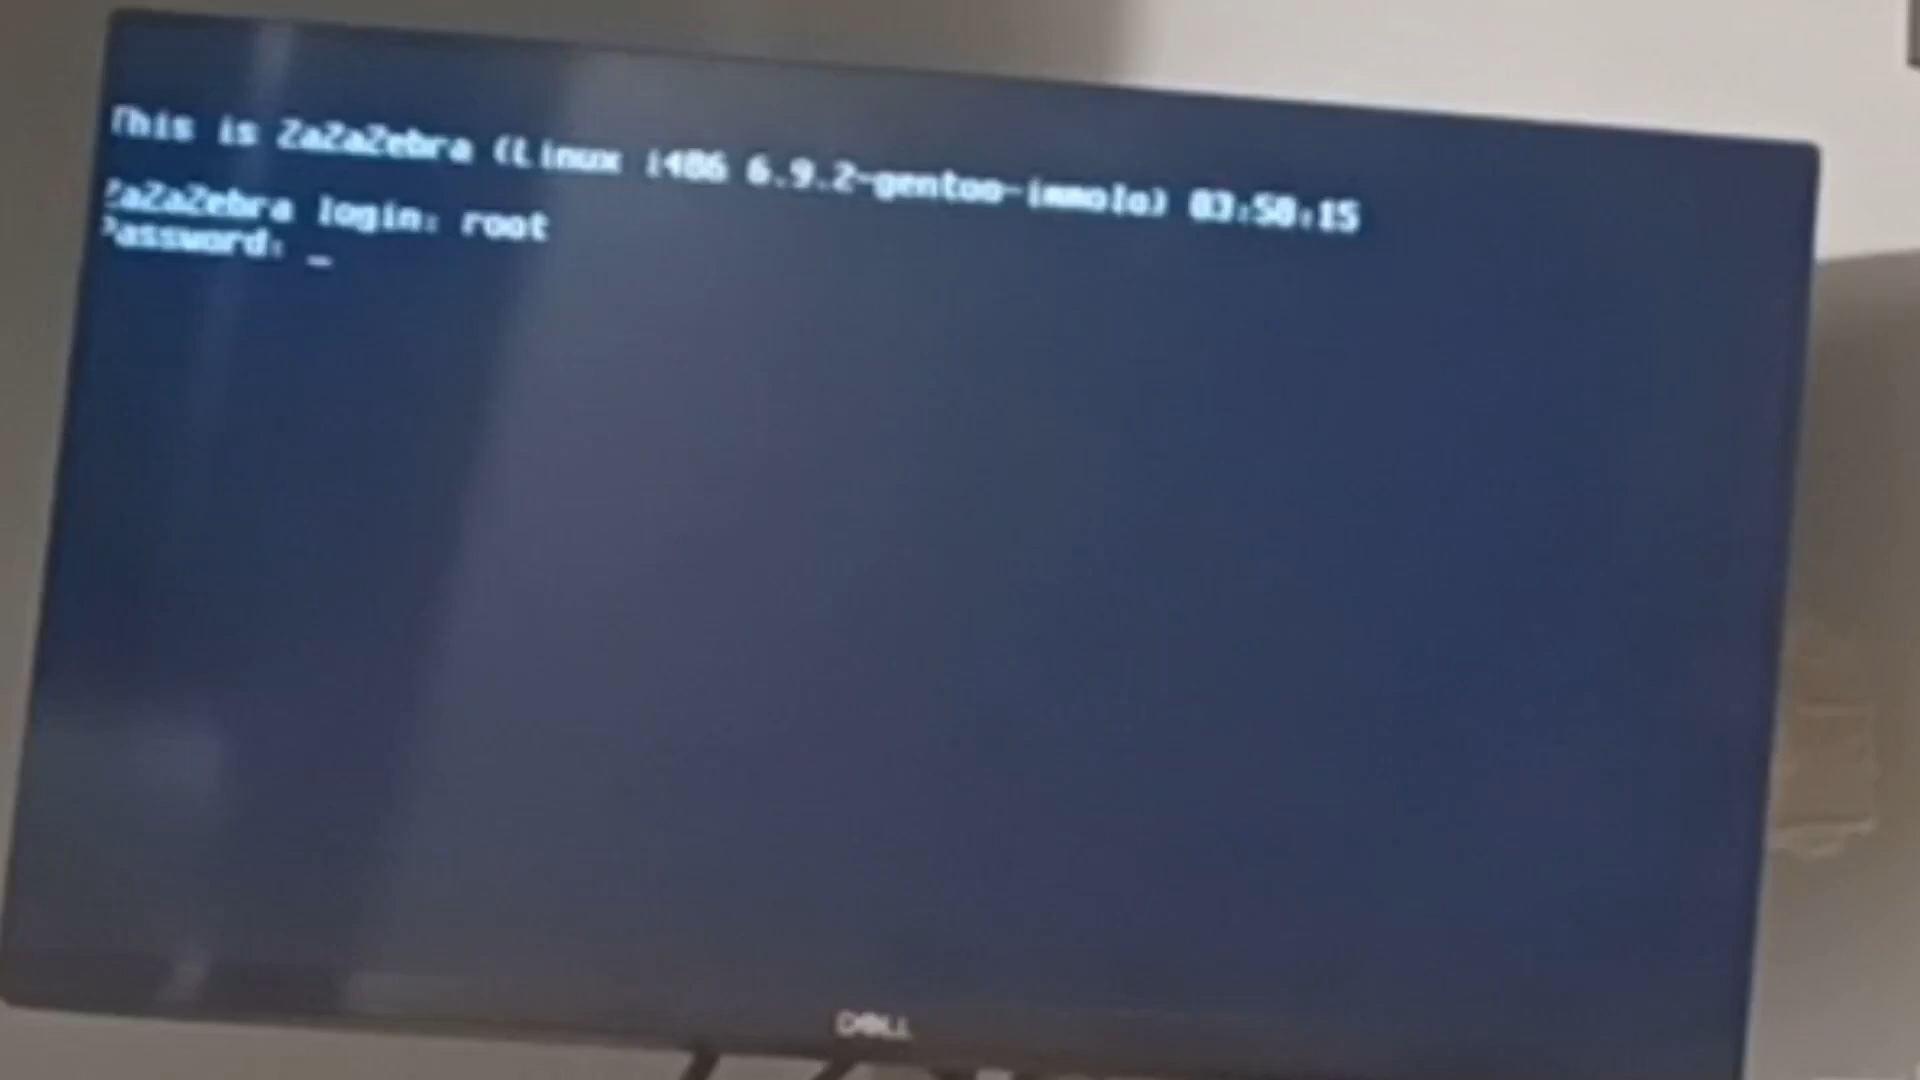 This is ZaZaZebra (Linux i486 6.9.2-gentoo-immolo) 03:50:15
ZaZaZebra login: root
Password: _
DELL